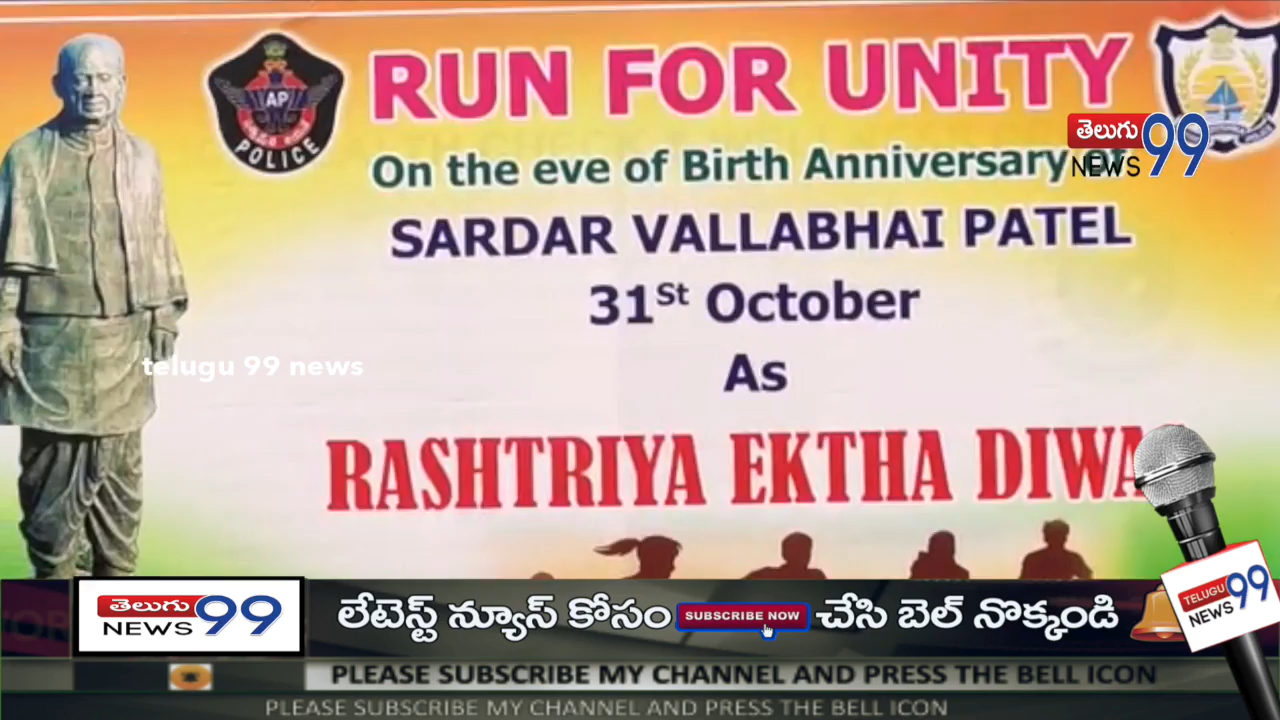 RUN FOR UNITY
On the eve of Birth Anniversary
SARDAR VALLABHAI PATEL
31St October
As
RASHTRIYA EKTHA DIWA
AP
POLICE
తెలుగు
NEWS 99
telugu 99 news
తెలుగు
NEWS 99
లేటెస్ట్ న్యూస్ కోసం SUBSCRIBE NOW చేసి బెల్ నొక్కండి
TELUGU
NEWS 99
PLEASE SUBSCRIBE MY CHANNEL AND PRESS THE BELL ICON
PLEASE SUBSCRIBE MY CHANNEL AND PRESS THE BELL ICON